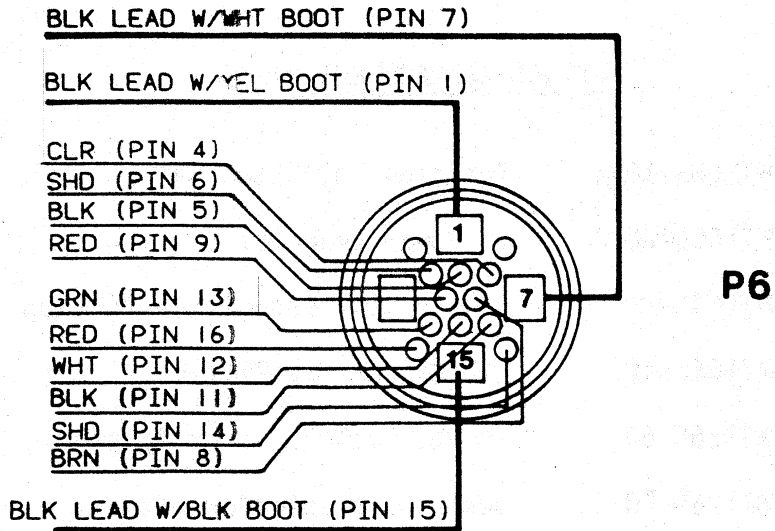 BLK LEAD W/WHT BOOT (PIN 7)
BLK LEAD W/YEL BOOT (PIN 1)
CLR (PIN 4)
SHD (PIN 6)
BLK (PIN 5)
RED (PIN 9)
GRN (PIN 13)
RED (PIN 16)
WHT (PIN 12)
BLK (PIN 11)
SHD (PIN 14)
BRN (PIN 8)
BLK LEAD W/BLK BOOT (PIN 15)
1
7
15
P6